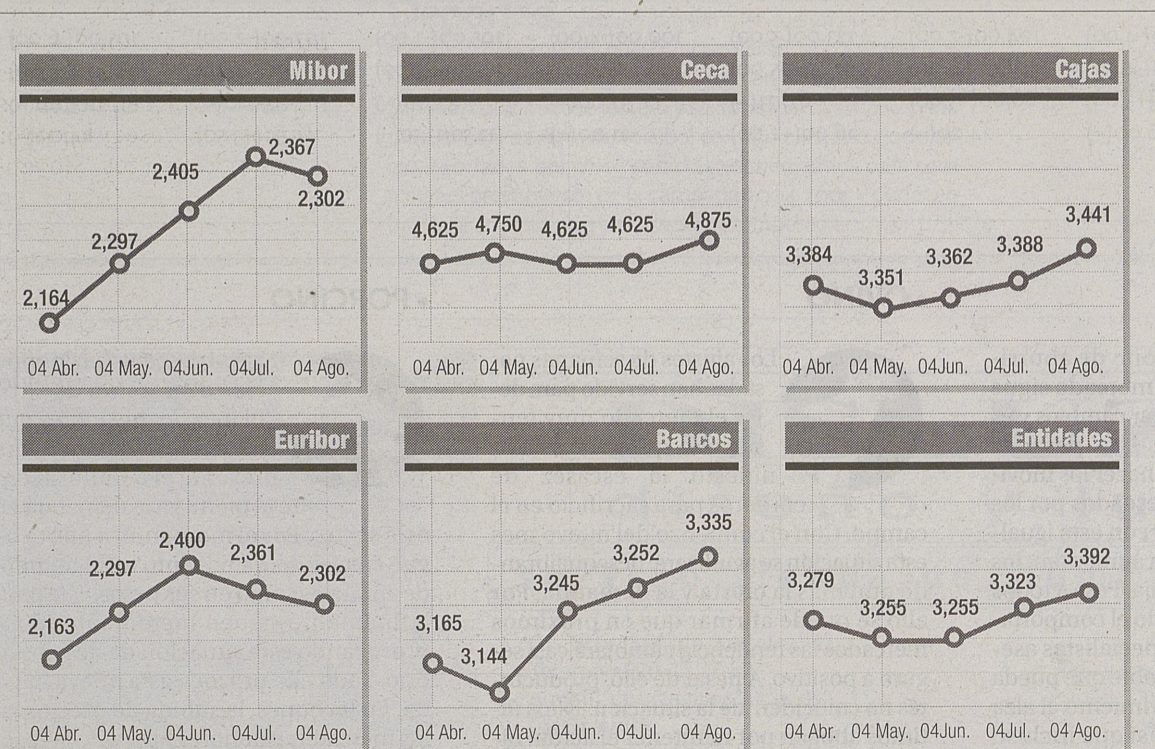 Mibor
2,164
2,297
2,405
2,367
2,302
04 Abr. 04 May. 04Jun. 04Jul. 04 Ago.
Ceca
4,625
4,750
4,625
4,625
4,875
04 Abr. 04 May. 04Jun. 04Jul. 04 Ago.
Cajas
3,384
3,351
3,362
3,388
3,441
04 Abr. 04 May. 04Jun. 04Jul. 04 Ago.
Euribor
2,163
2,297
2,400
2,361
2,302
04 Abr. 04 May. 04Jun. 04Jul. 04 Ago.
Bancos
3,165
3,144
3,245
3,252
3,335
04 Abr. 04 May. 04Jun. 04Jul. 04 Ago.
Entidades
3,279
3,255
3,255
3,323
3,392
04 Abr. 04 May. 04Jun. 04Jul. 04 Ago.